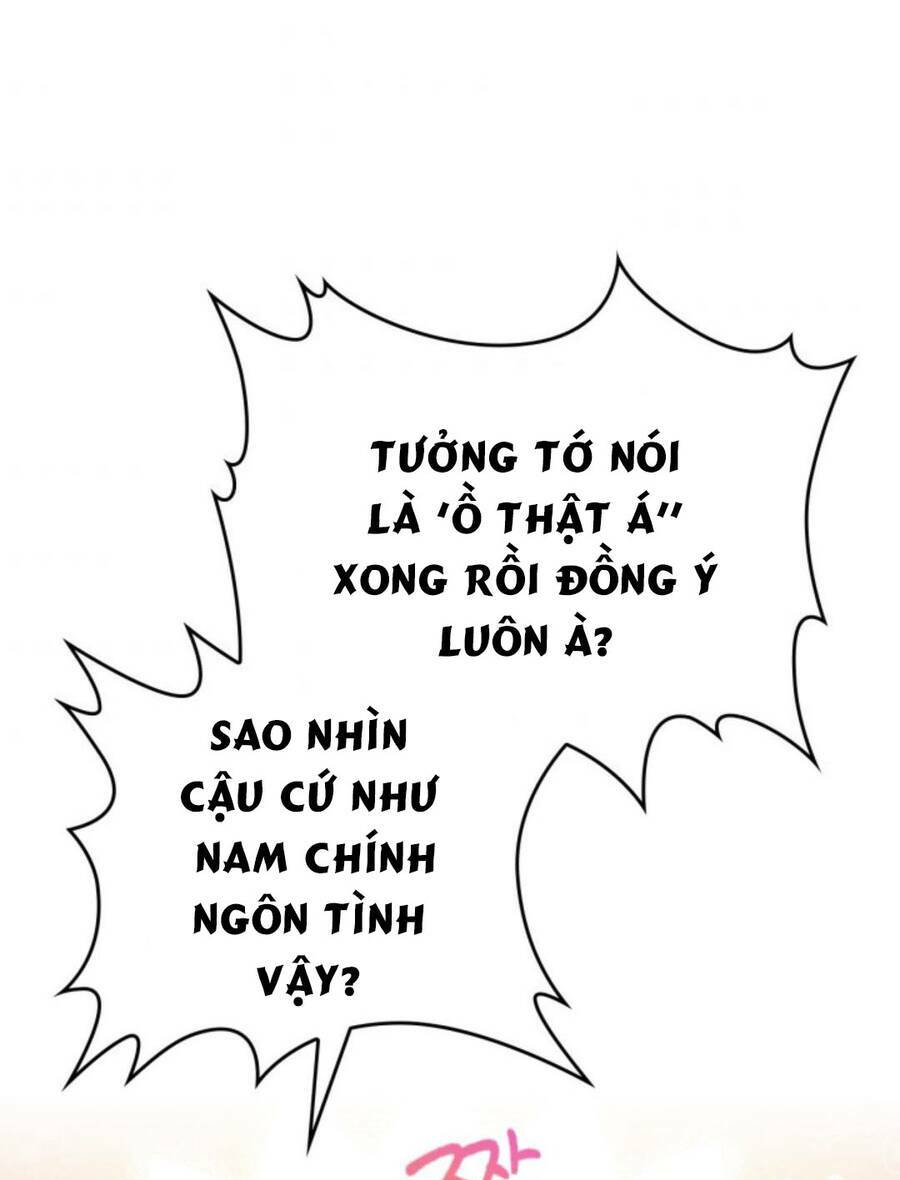 TƯỞNG TỚ NÓI
LÀ 'Ồ THẬT Á''
XONG RỒI ĐỒNG Ý
LUÔN À?
SAO NHÌN
CẬU CỨ NHƯ
NAM CHÍNH
NGÔN TÌNH
VẬY?